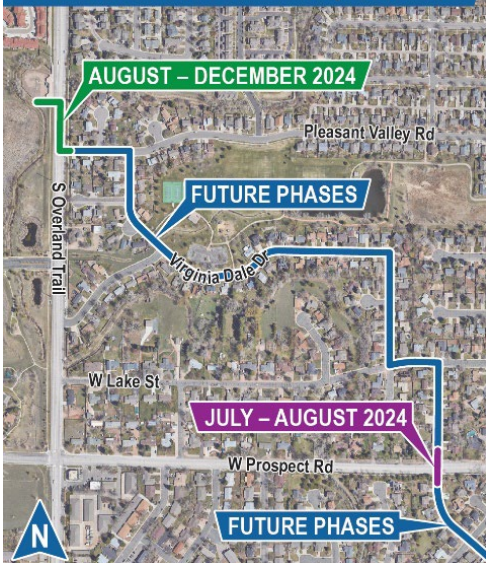 AUGUST – DECEMBER 2024
Pleasant Valley Rd
FUTURE PHASES
S Overland Trail
Virginia Dale Dr
W Lake St
JULY – AUGUST 2024
W Prospect Rd
FUTURE PHASES
N